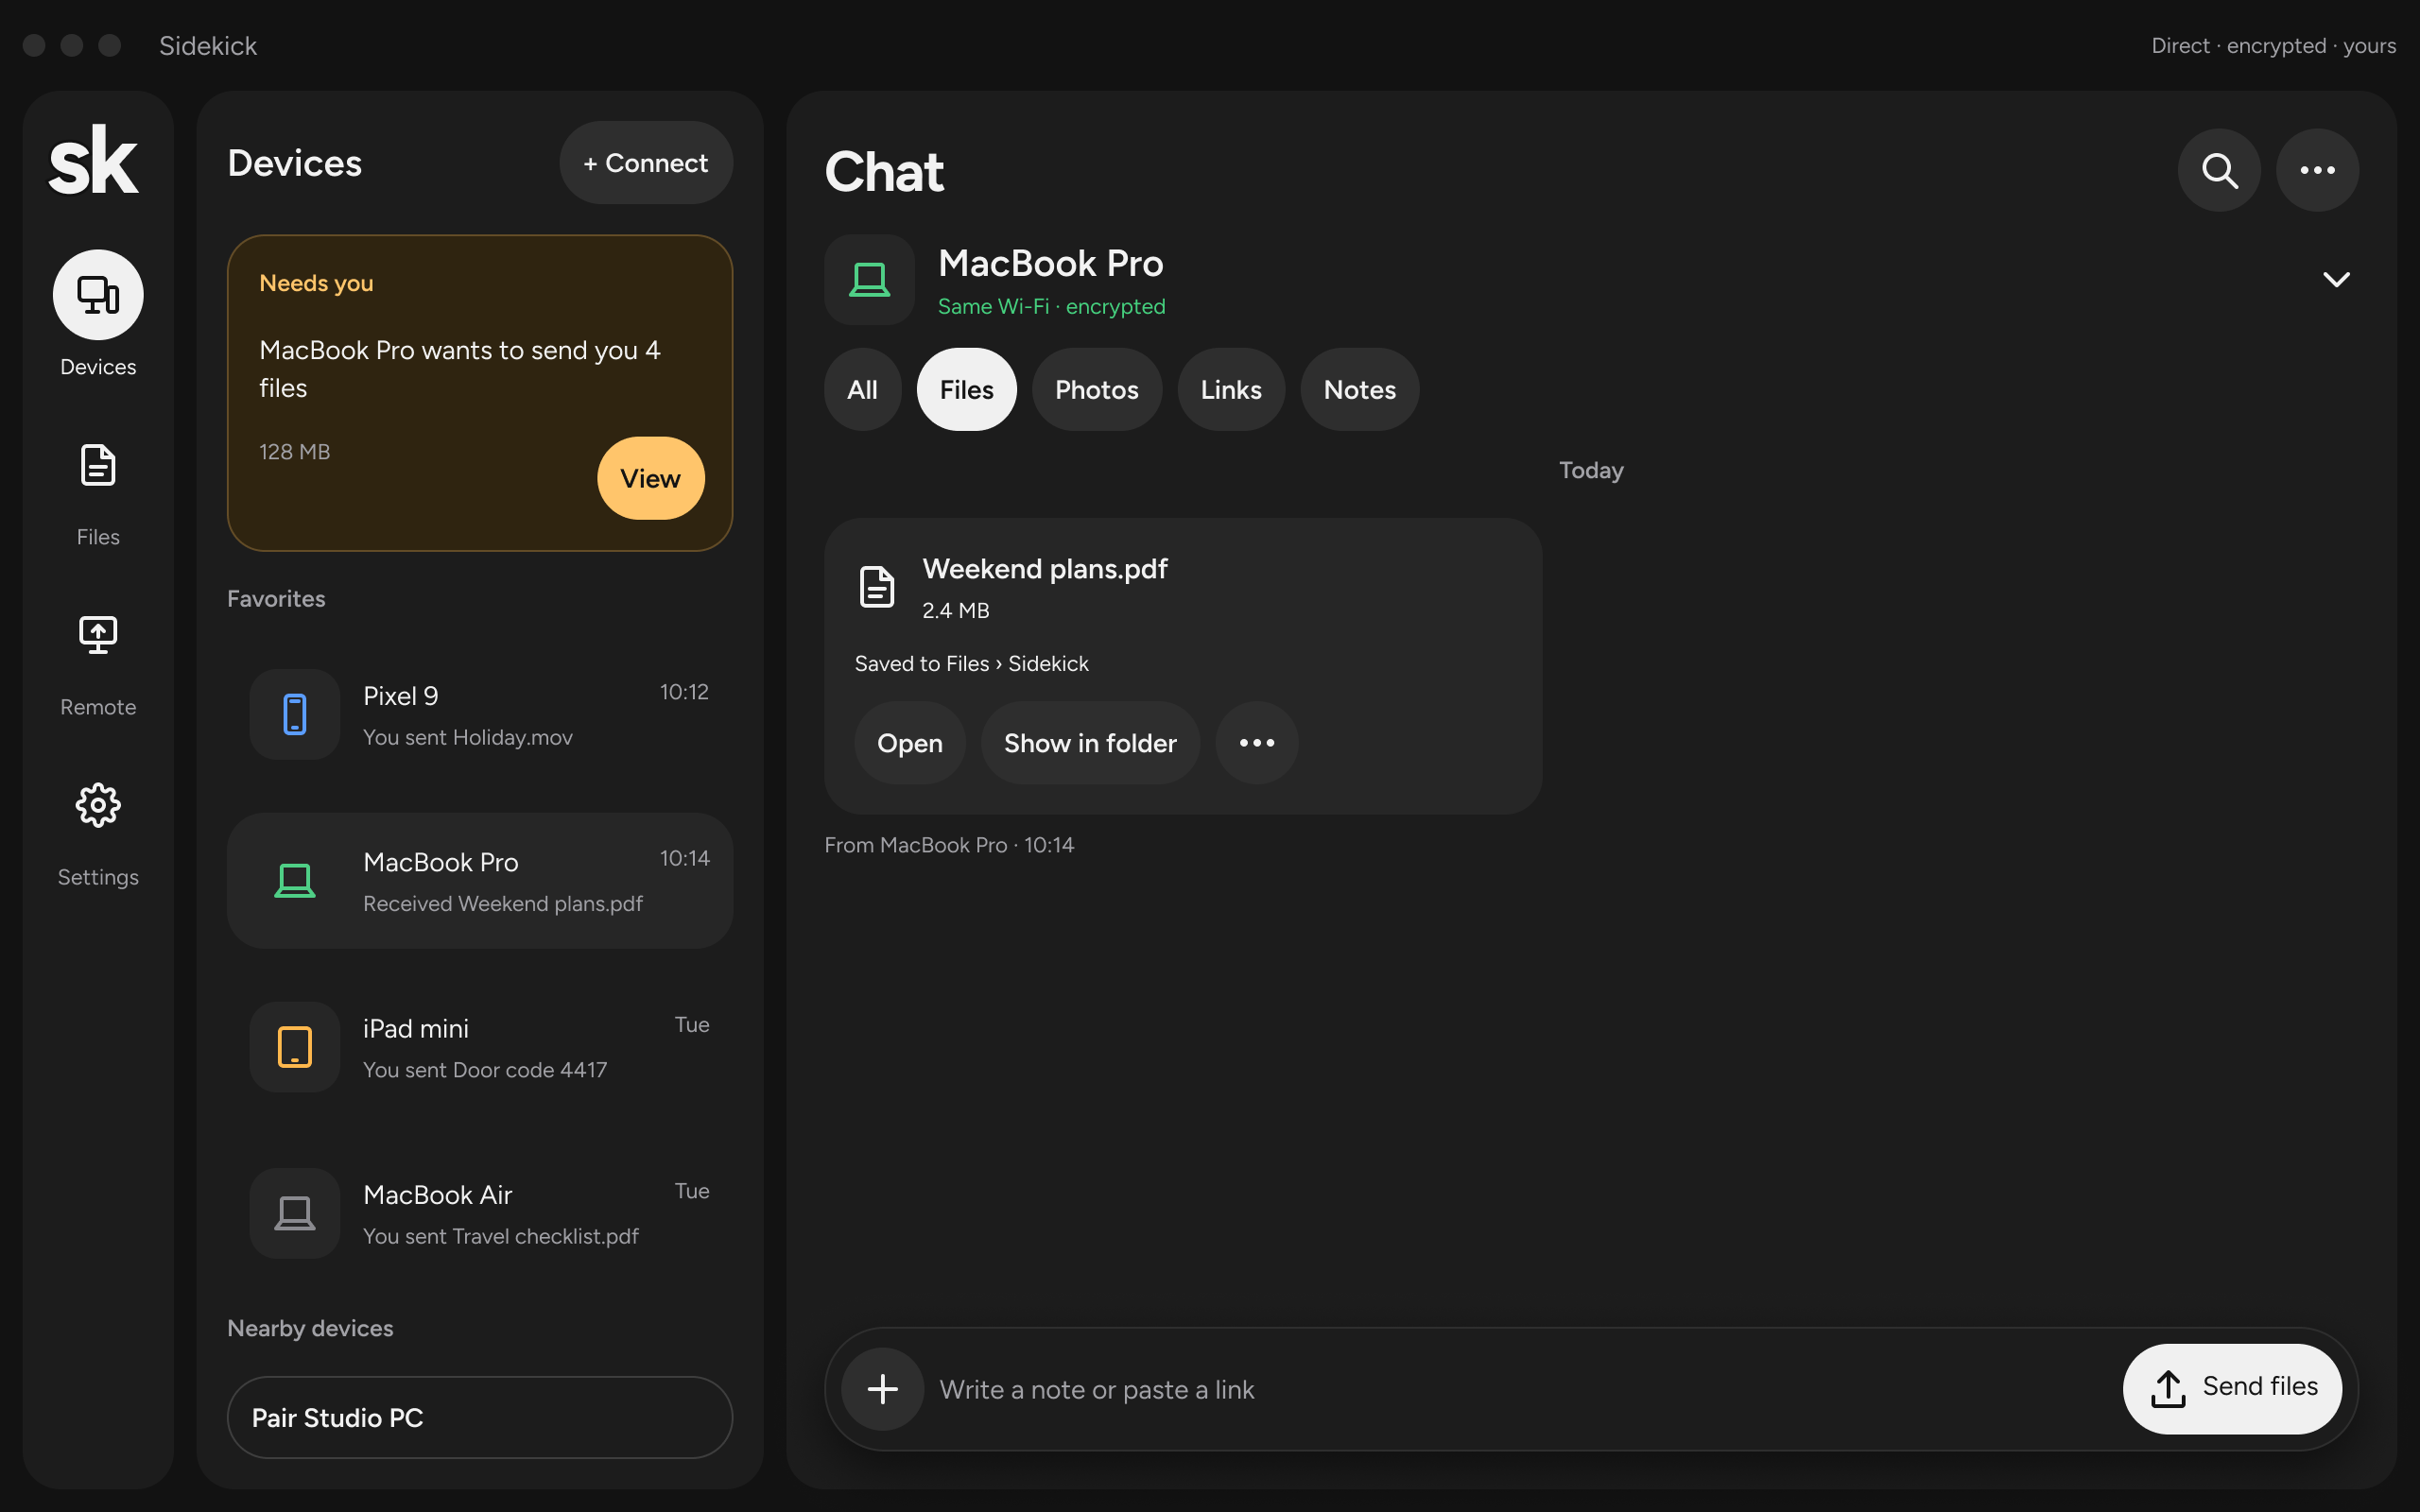 Sidekick
Direct · encrypted · yours
sk
Devices
Files
Remote
Settings
Devices
+ Connect
Needs you
MacBook Pro wants to send you 4
files
128 MB
View
Favorites
Pixel 9
10:12
You sent Holiday.mov
MacBook Pro
10:14
Received Weekend plans.pdf
iPad mini
Tue
You sent Door code 4417
MacBook Air
Tue
You sent Travel checklist.pdf
Nearby devices
Pair Studio PC
Chat
MacBook Pro
Same Wi-Fi · encrypted
All
Files
Photos
Links
Notes
Today
Weekend plans.pdf
2.4 MB
Saved to Files › Sidekick
Open
Show in folder
From MacBook Pro · 10:14
Write a note or paste a link
Send files